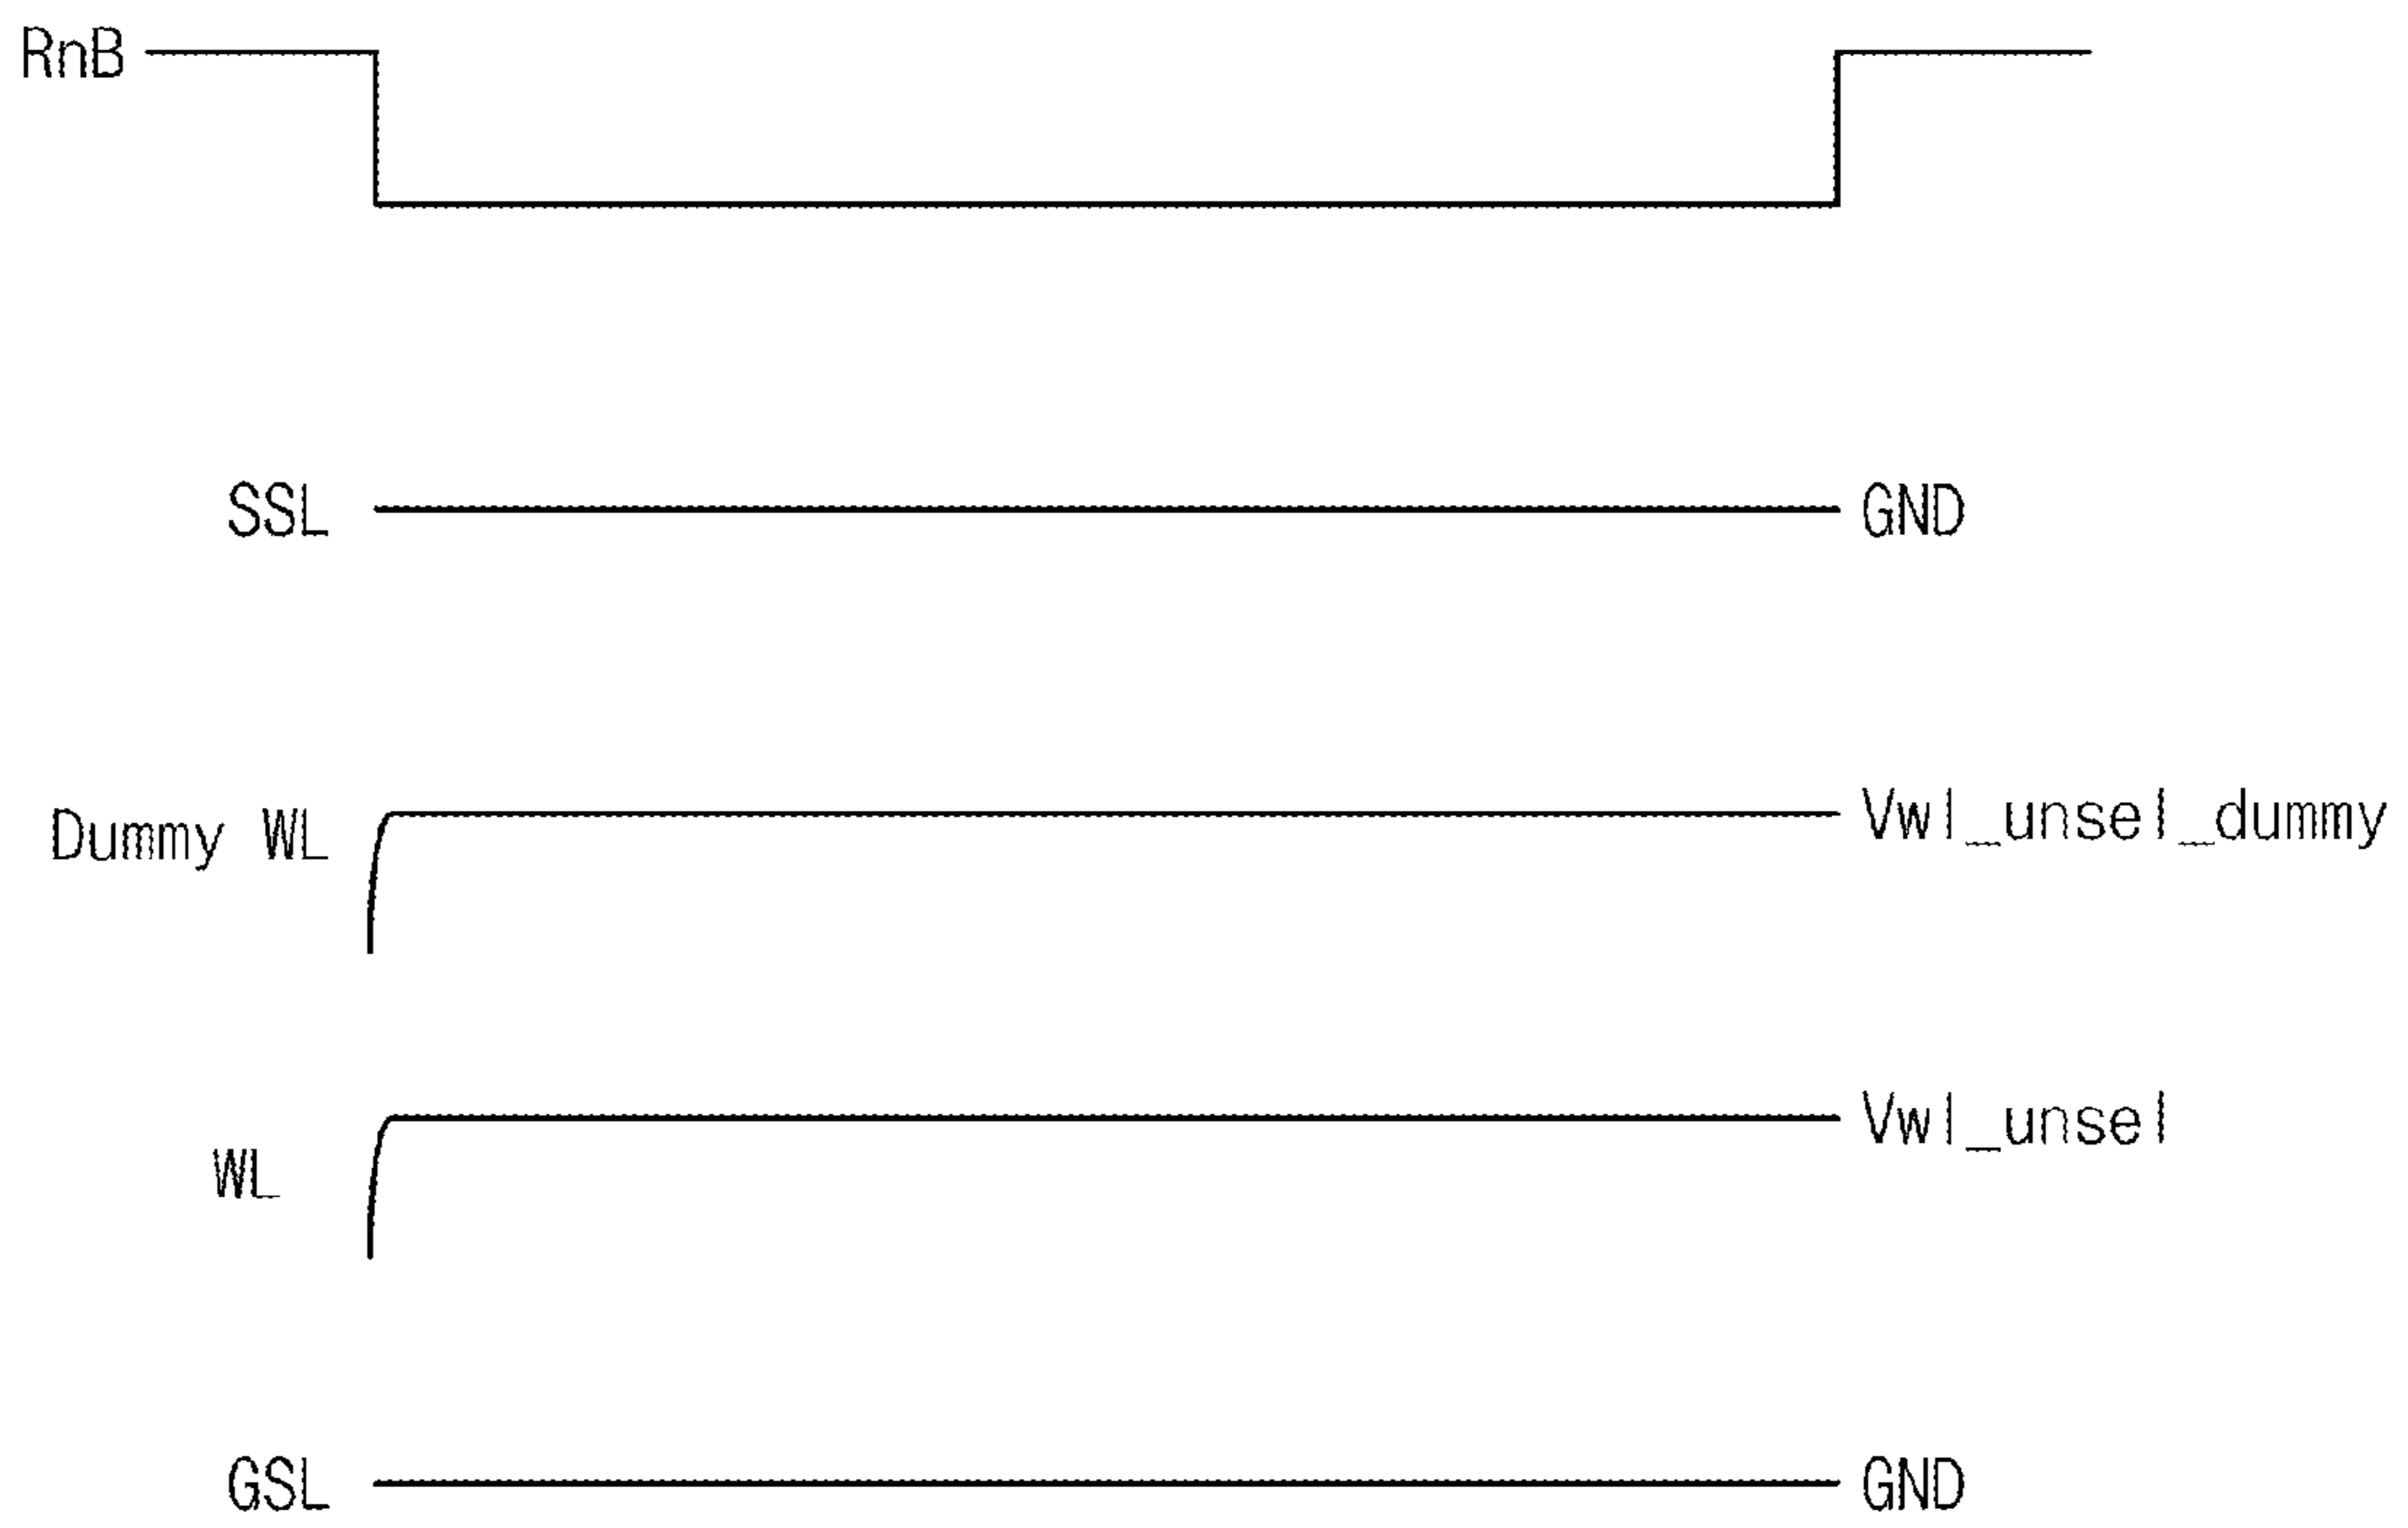 RnB
SSL GND
Dummy WL Vwl_unsel_dummy
WL Vwl_unsel
GSL GND